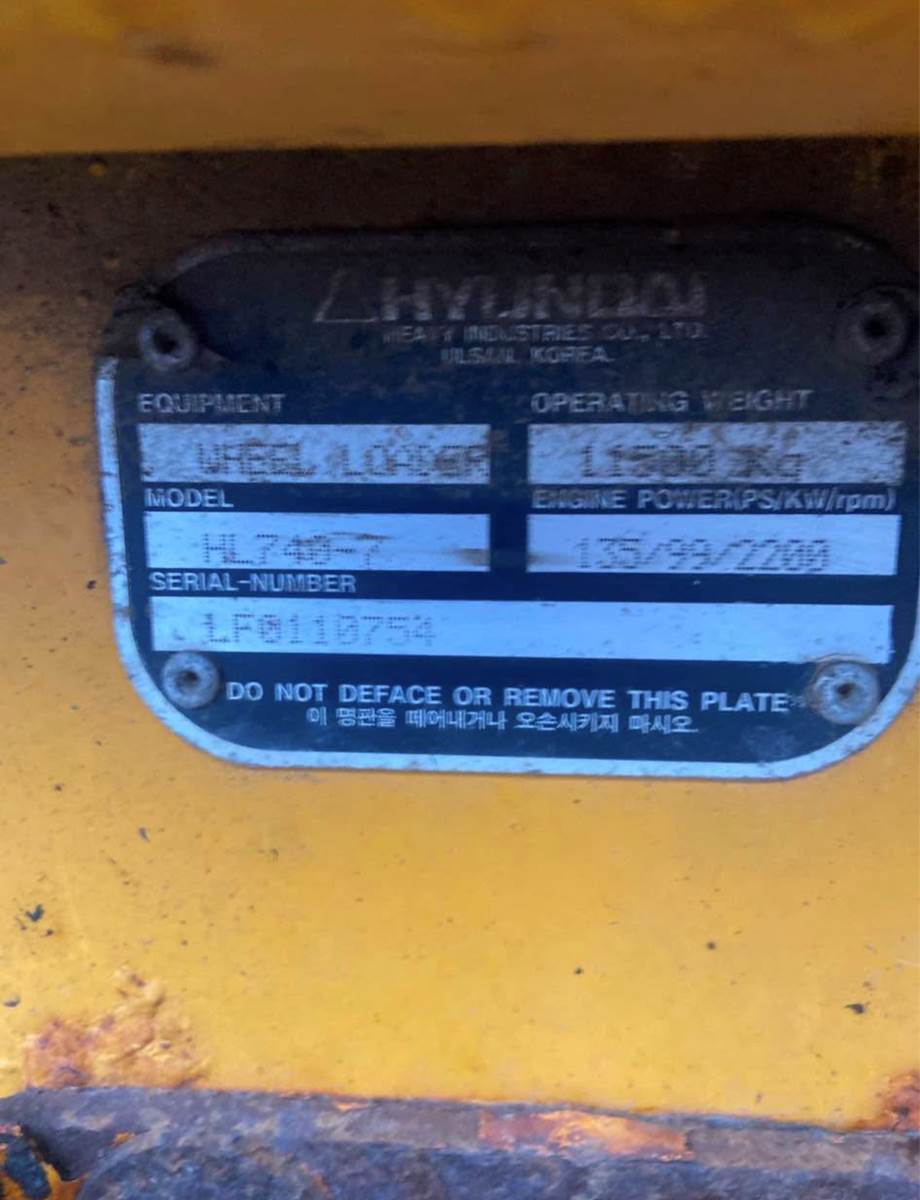 HYUNDAI
HEAVY INDUSTRIES CO., LTD.
ULSAN, KOREA.
EQUIPMENT OPERATING WEIGHT
WHEEL LOADER Kg
MODEL ENGINE POWER(PS/KW/rpm)
HL740-7 135/99/2200
SERIAL-NUMBER
LF0110754
DO NOT DEFACE OR REMOVE THIS PLATE
이 명판을 떼어내거나 오손시키지 마시오.